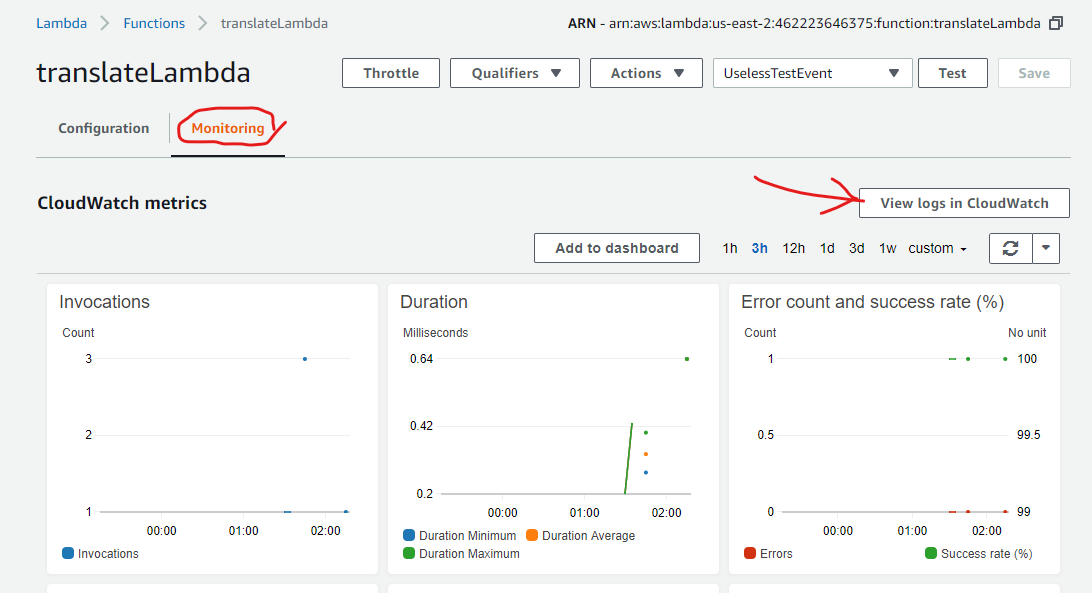 Lambda > Functions > translateLambda
ARN - arn:aws:lambda:us-east-2:462223646375:function:translateLambda
translateLambda
Throttle Qualifiers Actions UselessTestEvent Test Save
Configuration Monitoring
CloudWatch metrics
View logs in CloudWatch
Add to dashboard 1h 3h 12h 1d 3d 1w custom
Invocations
Count
3
2
1
00:00 01:00 02:00
Invocations
Duration
Milliseconds
0.64
0.42
0.2
00:00 01:00 02:00
Duration Minimum Duration Average
Duration Maximum
Error count and success rate (%)
Count No unit
1 100
0.5 99.5
0 99
00:00 01:00 02:00
Errors Success rate (%)